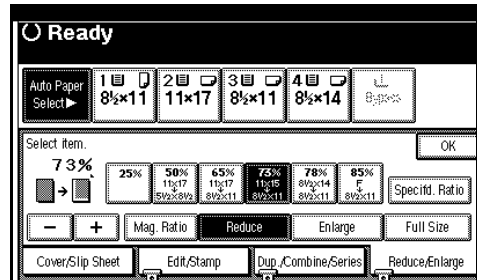 Ready
Auto Paper Select▶ 1 8½×11 2 11×17 3 8½×11 4 8½×14 Bypass
Select item. OK
73%
25% 50% 65% 73% 78% 85%
11×17 11×17 11×15 8½×14 F
5½×8½ 8½×11 8½×11 8½×11 8½×11
Specifd. Ratio
− + Mag. Ratio Reduce Enlarge Full Size
Cover/Slip Sheet Edit/Stamp Dup./Combine/Series Reduce/Enlarge